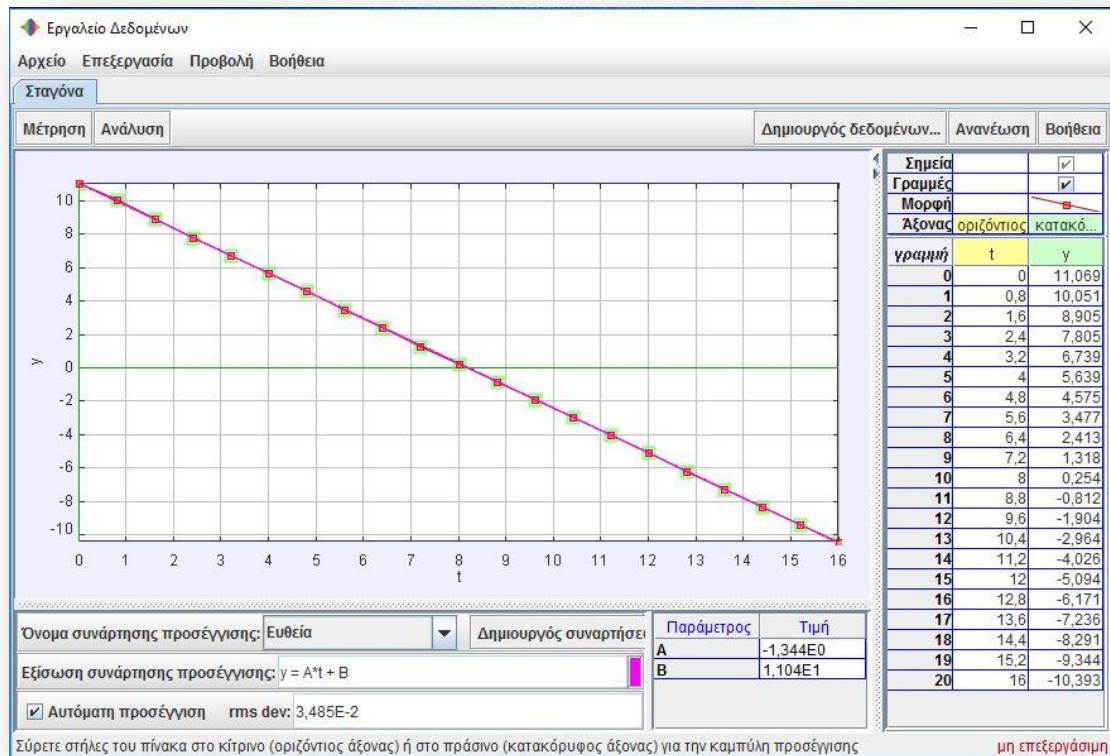 Εργαλείο Δεδομένων
Αρχείο Επεξεργασία Προβολή Βοήθεια
Σταγόνα
Μέτρηση Ανάλυση Δημιουργός δεδομένων... Ανανέωση Βοήθεια
Σημεία
Γραμμές
Μορφή
Άξονας οριζόντιος κατακό...
γραμμή t y
0 0 11,069
1 0,8 10,051
2 1,6 8,905
3 2,4 7,805
4 3,2 6,739
5 4 5,639
6 4,8 4,575
7 5,6 3,477
8 6,4 2,413
9 7,2 1,318
10 8 0,254
11 8,8 -0,812
12 9,6 -1,904
13 10,4 -2,964
14 11,2 -4,026
15 12 -5,094
16 12,8 -6,171
17 13,6 -7,236
18 14,4 -8,291
19 15,2 -9,344
20 16 -10,393
10
8
6
4
2
0
-2
-4
-6
-8
-10
y
0 1 2 3 4 5 6 7 8 9 10 11 12 13 14 15 16
t
Όνομα συνάρτησης προσέγγισης: Ευθεία Δημιουργός συναρτήσε
Εξίσωση συνάρτησης προσέγγισης: y = A*t + B
Αυτόματη προσέγγιση rms dev: 3,485E-2
Παράμετρος Τιμή
A -1,344E0
B 1,104E1
Σύρετε στήλες του πίνακα στο κίτρινο (οριζόντιος άξονας) ή στο πράσινο (κατακόρυφος άξονας) για την καμπύλη προσέγγισης μη επεξεργάσιμη